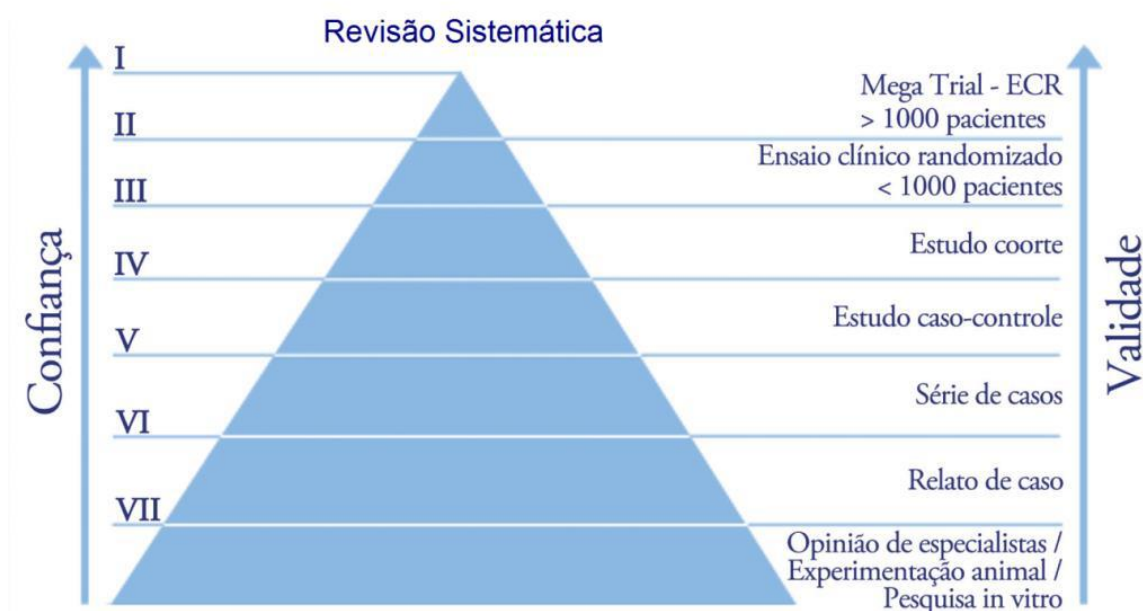 Revisão Sistemática
I
Mega Trial - ECR
> 1000 pacientes
II
Ensaio clínico randomizado
< 1000 pacientes
III
Estudo coorte
IV
Estudo caso-controle
V
Série de casos
VI
Relato de caso
VII
Opinião de especialistas /
Experimentação animal /
Pesquisa in vitro
Confiança
Validade